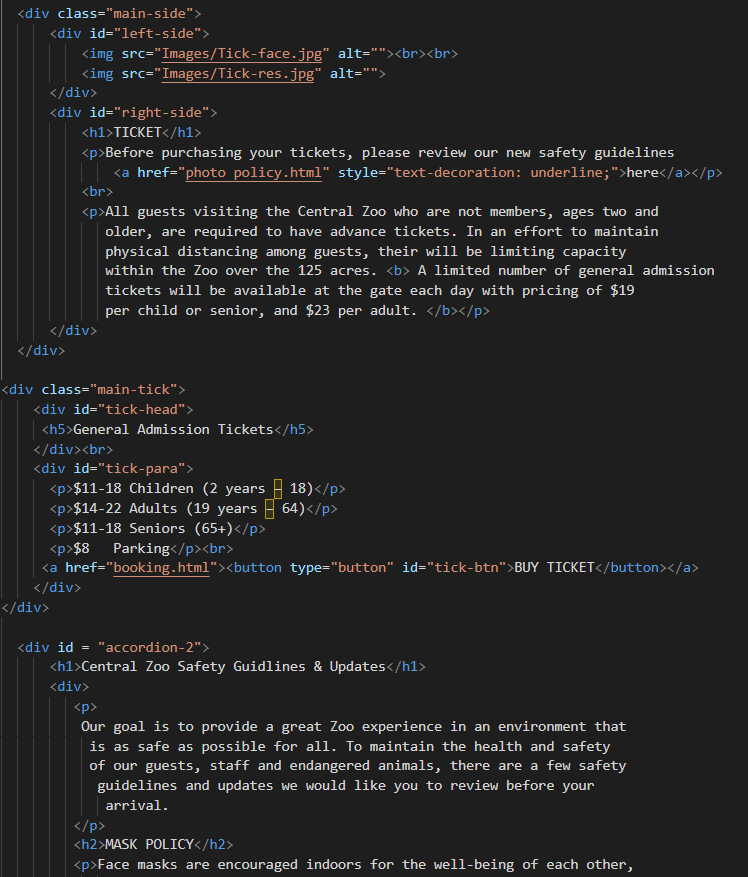 <div class="main-side">
<div id="left-side">
<img src="Images/Tick-face.jpg" alt=""><br><br>
<img src="Images/Tick-res.jpg" alt="">
</div>
<div id="right-side">
<h1>TICKET</h1>
<p>Before purchasing your tickets, please review our new safety guidelines
<a href="photo policy.html" style="text-decoration: underline;">here</a></p>
<br>
<p>All guests visiting the Central Zoo who are not members, ages two and
older, are required to have advance tickets. In an effort to maintain
physical distancing among guests, their will be limiting capacity
within the Zoo over the 125 acres. <b> A limited number of general admission
tickets will be available at the gate each day with pricing of $19
per child or senior, and $23 per adult. </b></p>
</div>
</div>
<div class="main-tick">
<div id="tick-head">
<h5>General Admission Tickets</h5>
</div><br>
<div id="tick-para">
<p>$11-18 Children (2 years – 18)</p>
<p>$14-22 Adults (19 years – 64)</p>
<p>$11-18 Seniors (65+)</p>
<p>$8   Parking</p><br>
<a href="booking.html"><button type="button" id="tick-btn">BUY TICKET</button></a>
</div>
</div>
<div id = "accordion-2">
<h1>Central Zoo Safety Guidlines & Updates</h1>
<div>
<p>
Our goal is to provide a great Zoo experience in an environment that
is as safe as possible for all. To maintain the health and safety
of our guests, staff and endangered animals, there are a few safety
guidelines and updates we would like you to review before your
arrival.
</p>
<h2>MASK POLICY</h2>
<p>Face masks are encouraged indoors for the well-being of each other,